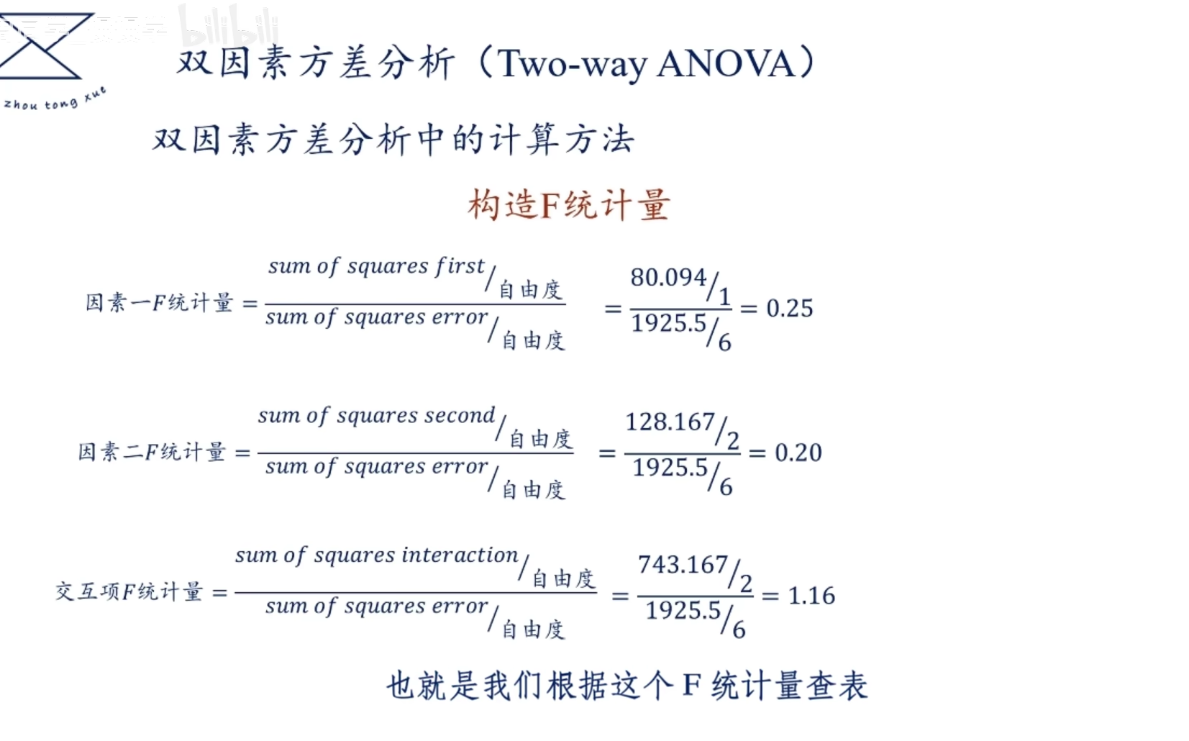 bilibili
zhou tong xue
双因素方差分析（Two-way ANOVA）
双因素方差分析中的计算方法
构造F统计量
因素一F统计量 = sum of squares first/自由度 / sum of squares error/自由度 = 80.094/1 / 1925.5/6 = 0.25
因素二F统计量 = sum of squares second/自由度 / sum of squares error/自由度 = 128.167/2 / 1925.5/6 = 0.20
交互项F统计量 = sum of squares interaction/自由度 / sum of squares error/自由度 = 743.167/2 / 1925.5/6 = 1.16
也就是我们根据这个 F 统计量查表